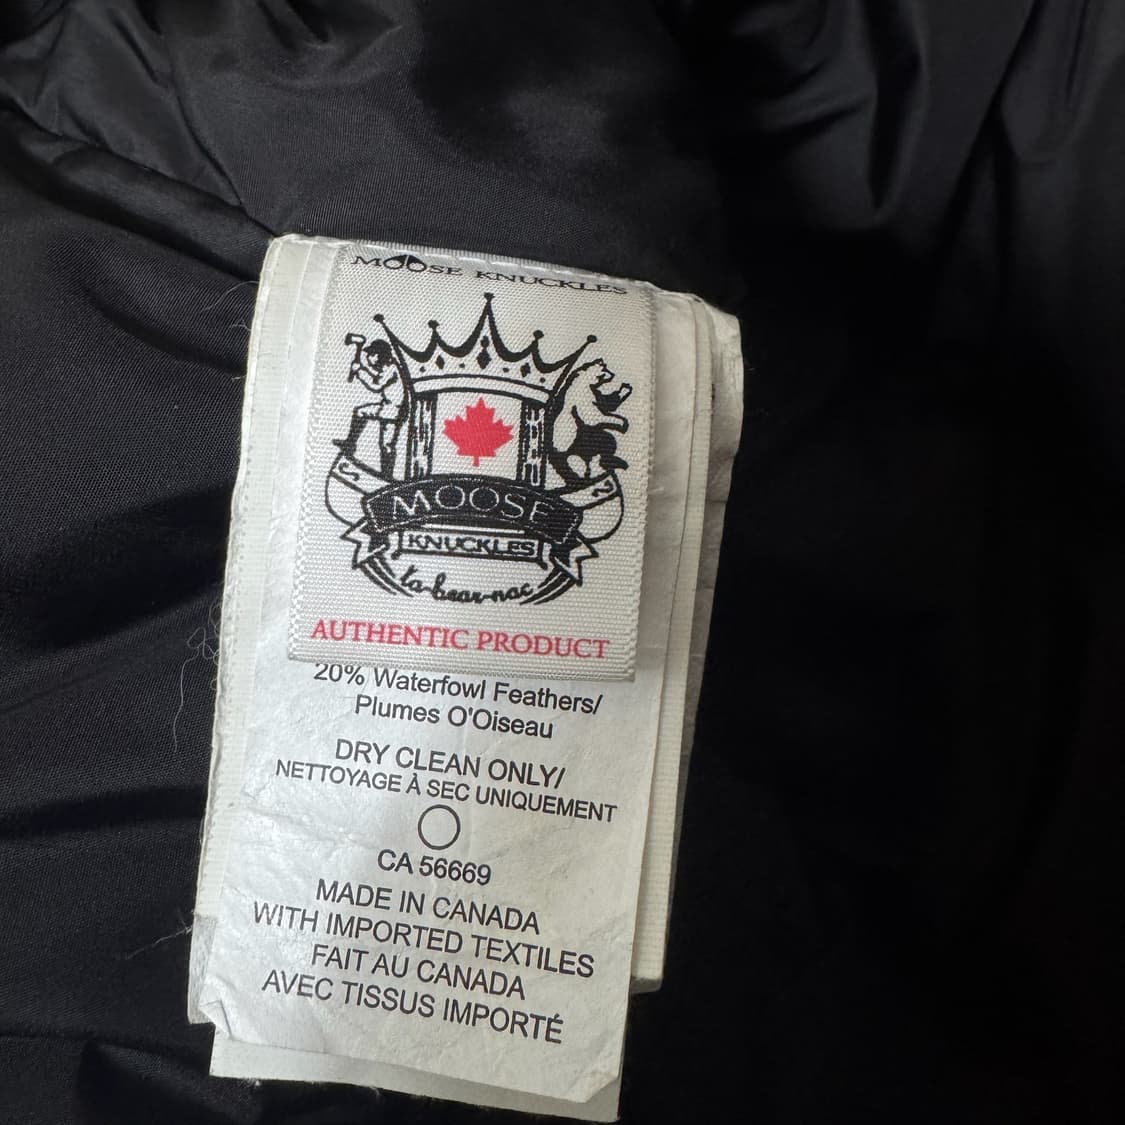 MOOSE KNUCKLES
MOOSE
KNUCKLES
ta-bear-nac
AUTHENTIC PRODUCT
20% Waterfowl Feathers/
Plumes O'Oiseau
DRY CLEAN ONLY/
NETTOYAGE À SEC UNIQUEMENT
CA 56669
MADE IN CANADA
WITH IMPORTED TEXTILES
FAIT AU CANADA
AVEC TISSUS IMPORTÉ